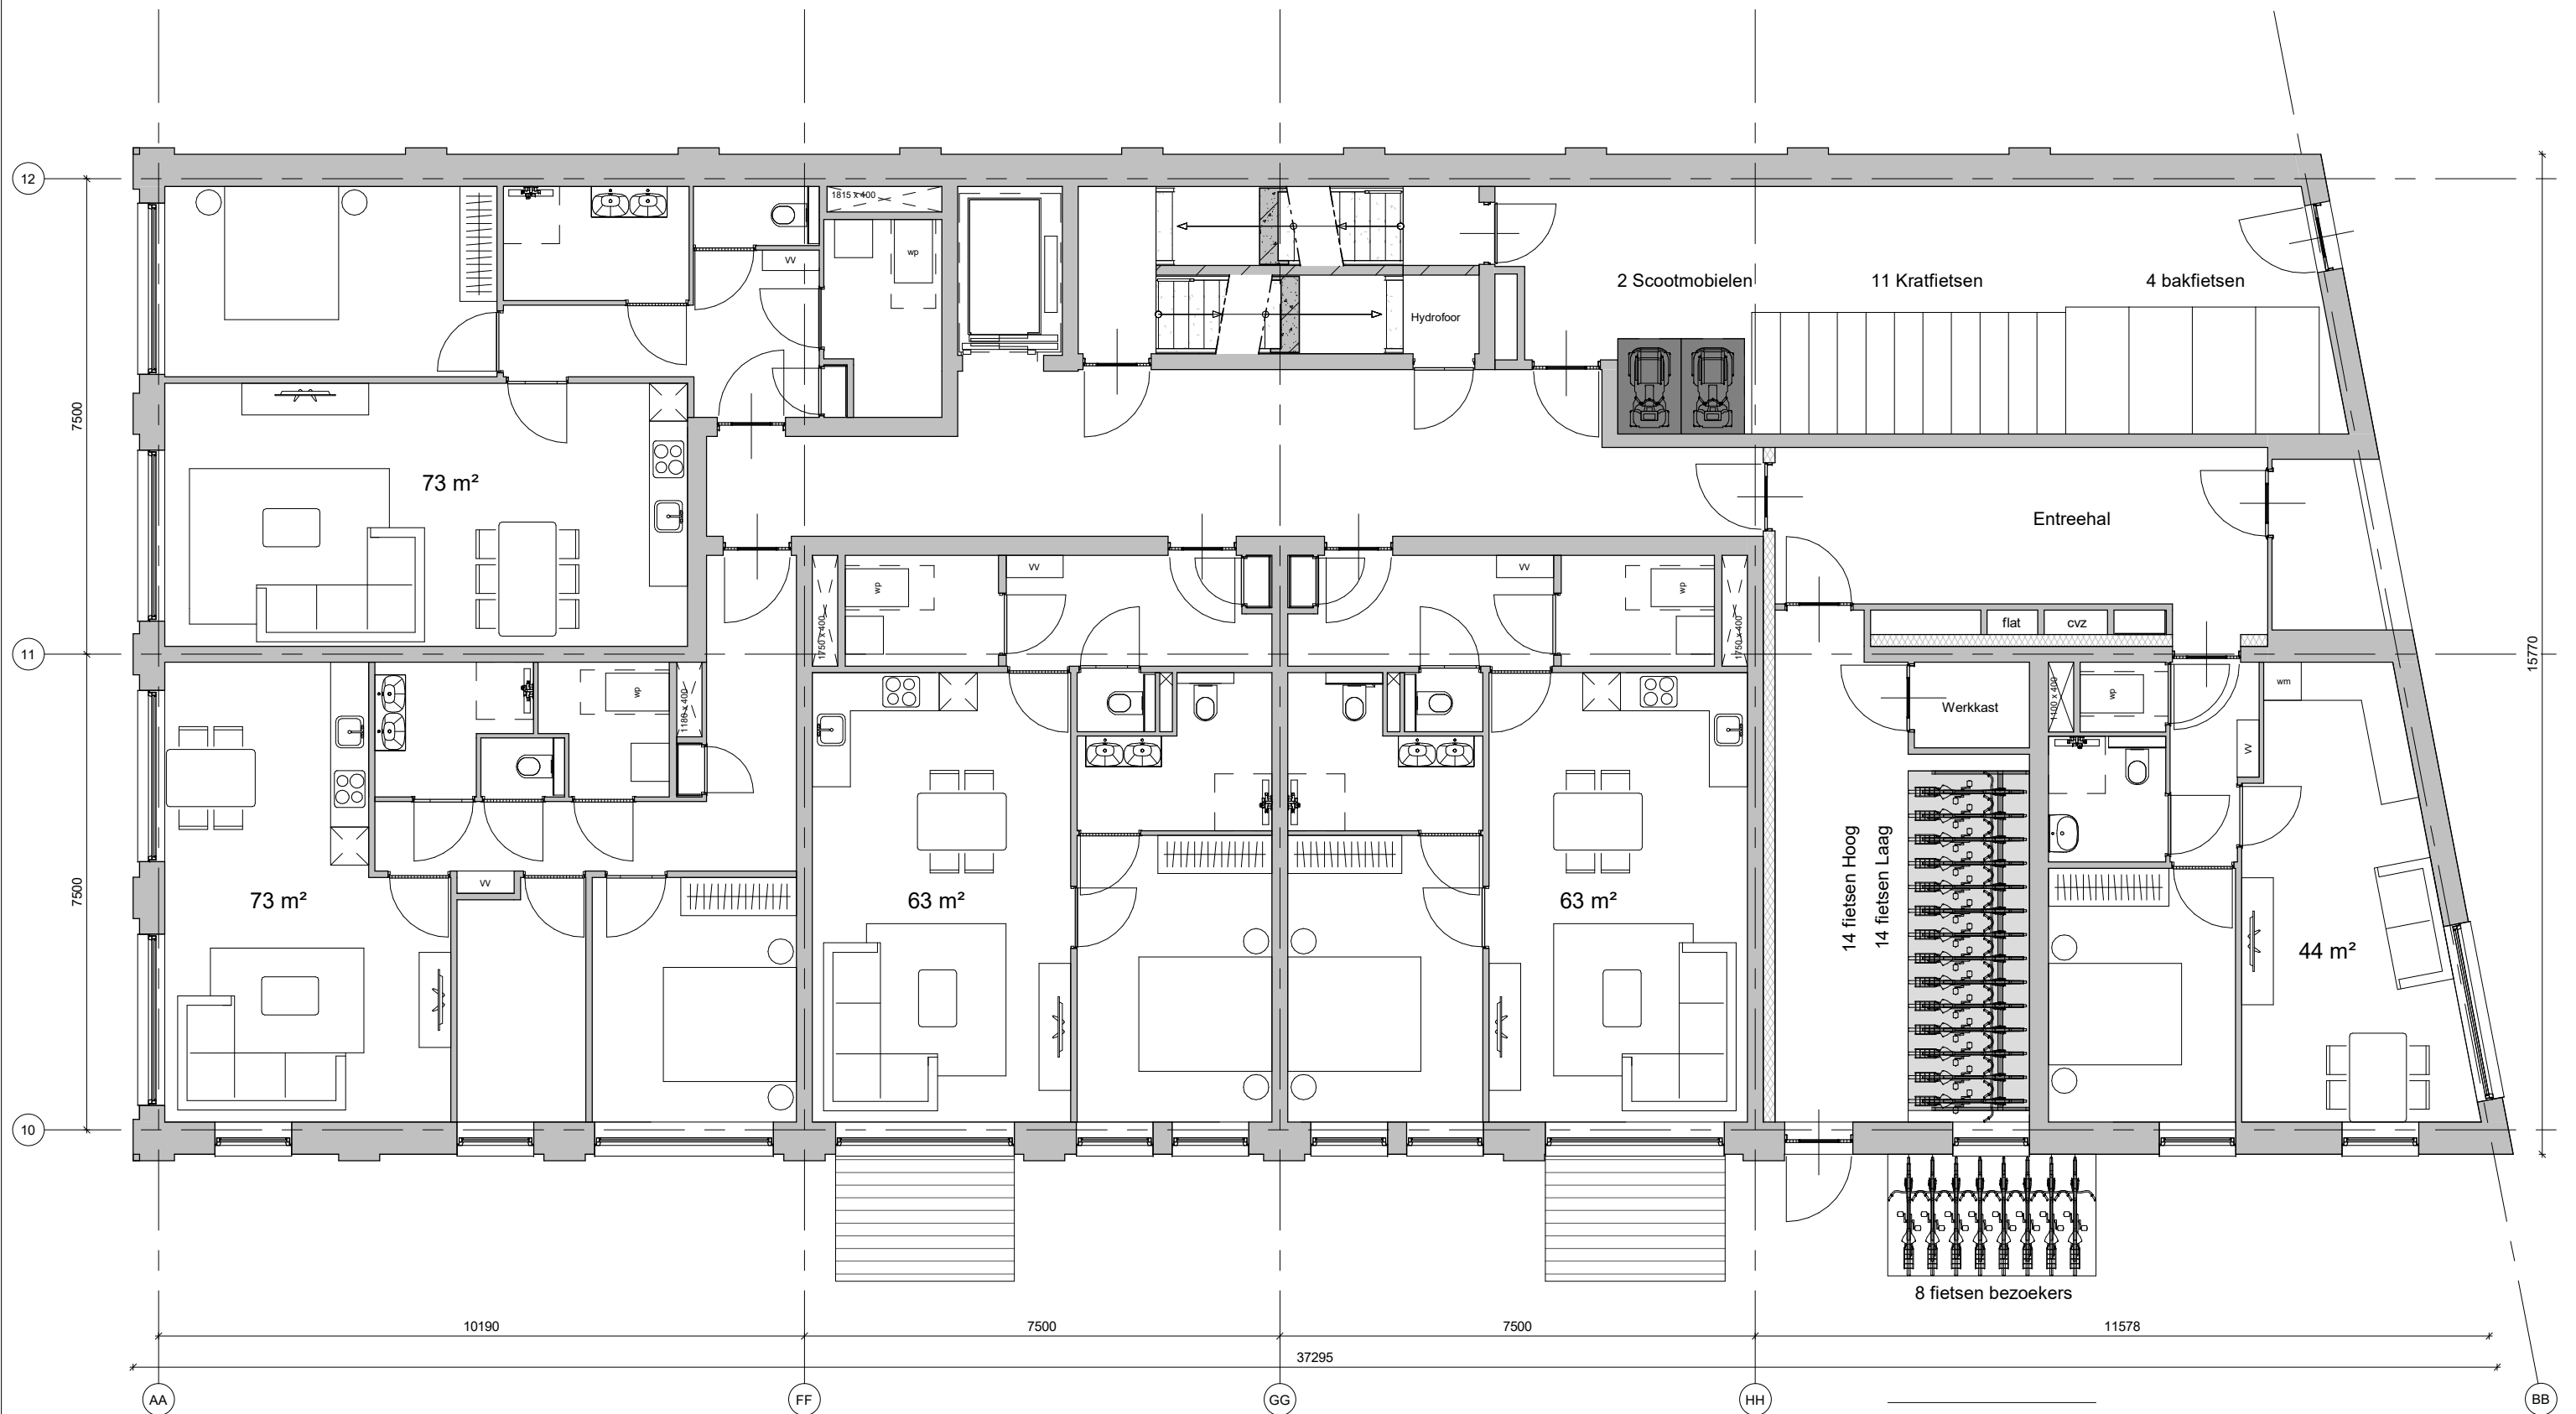 12
1815 x 400
wp
VV
2 Scootmobielen
11 Kratfietsen
4 bakfietsen
Hydrofoor
7500
73 m²
Entreehal
VV
VV
wp
wp
1750 x 400
1750 x 400
flat
cvz
11
15770
wp
1186 x 400
Werkkast
1100 x 400
wp
wm
VV
7500
VV
73 m²
63 m²
63 m²
14 fietsen Hoog
14 fietsen Laag
44 m²
10
8 fietsen bezoekers
10190
7500
7500
11578
37295
AA
FF
GG
HH
BB